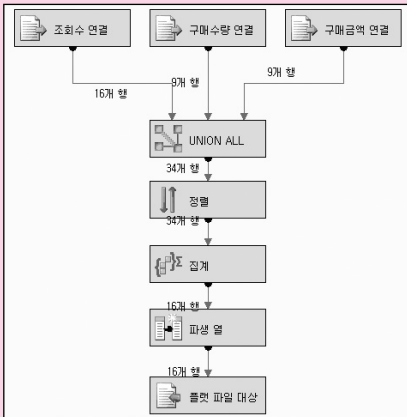 조회수 연결
구매수량 연결
구매금액 연결
16개 행
9개 행
9개 행
UNION ALL
34개 행
정렬
34개 행
집계
16개 행
파생 열
16개 행
플랫 파일 대상